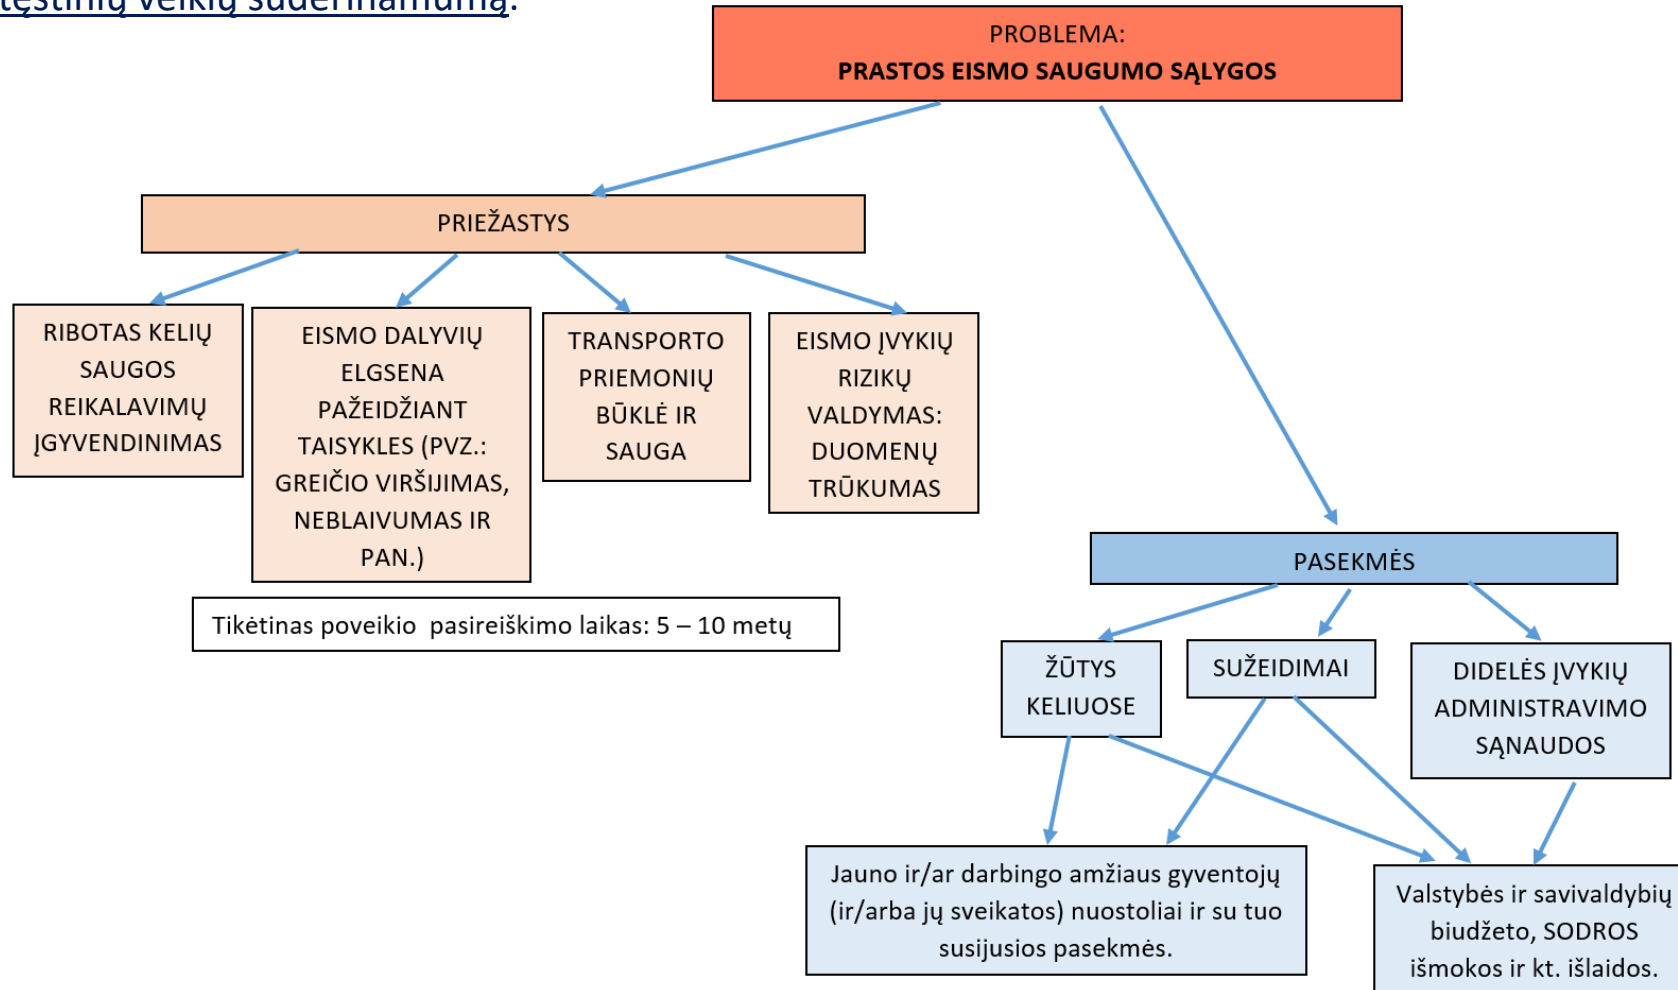 tęstinių veiklų suderinamumą.
PROBLEMA:
PRASTOS EISMO SAUGUMO SĄLYGOS
PRIEŽASTYS
RIBOTAS KELIŲ
SAUGOS
REIKALAVIMŲ
ĮGYVENDINIMAS
EISMO DALYVIŲ
ELGSENA
PAŽEIDŽIANT
TAISYKLES (PVZ.:
GREIČIO VIRŠIJIMAS,
NEBLAIVUMAS IR
PAN.)
TRANSPORTO
PRIEMONIŲ
BŪKLĖ IR
SAUGA
EISMO ĮVYKIŲ
RIZIKŲ
VALDYMAS:
DUOMENŲ
TRŪKUMAS
Tikėtinas poveikio pasireiškimo laikas: 5 – 10 metų
PASEKMĖS
ŽŪTYS
KELIUOSE
SUŽEIDIMAI
DIDELĖS ĮVYKIŲ
ADMINISTRAVIMO
SĄNAUDOS
Jauno ir/ar darbingo amžiaus gyventojų
(ir/arba jų sveikatos) nuostoliai ir su tuo
susijusios pasekmės.
Valstybės ir savivaldybių
biudžeto, SODROS
išmokos ir kt. išlaidos.